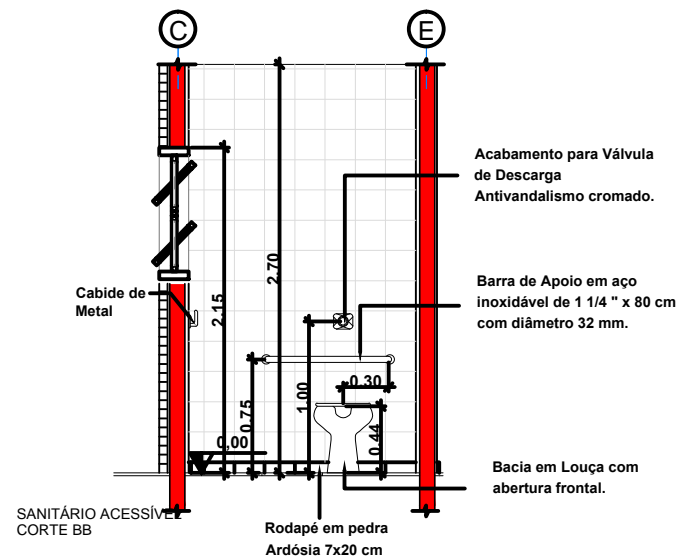 C
E
Acabamento para Válvula
de Descarga
Antivandalismo cromado.
2.70
Barra de Apoio em aço
inoxidável de 1 1/4 " x 80 cm
com diâmetro 32 mm.
Cabide de
Metal
2.15
0.30
1.00
0.75
0.44
0,00
Bacia em Louça com
abertura frontal.
SANITÁRIO ACESSÍVEL
CORTE BB
Rodapé em pedra
Ardósia 7x20 cm